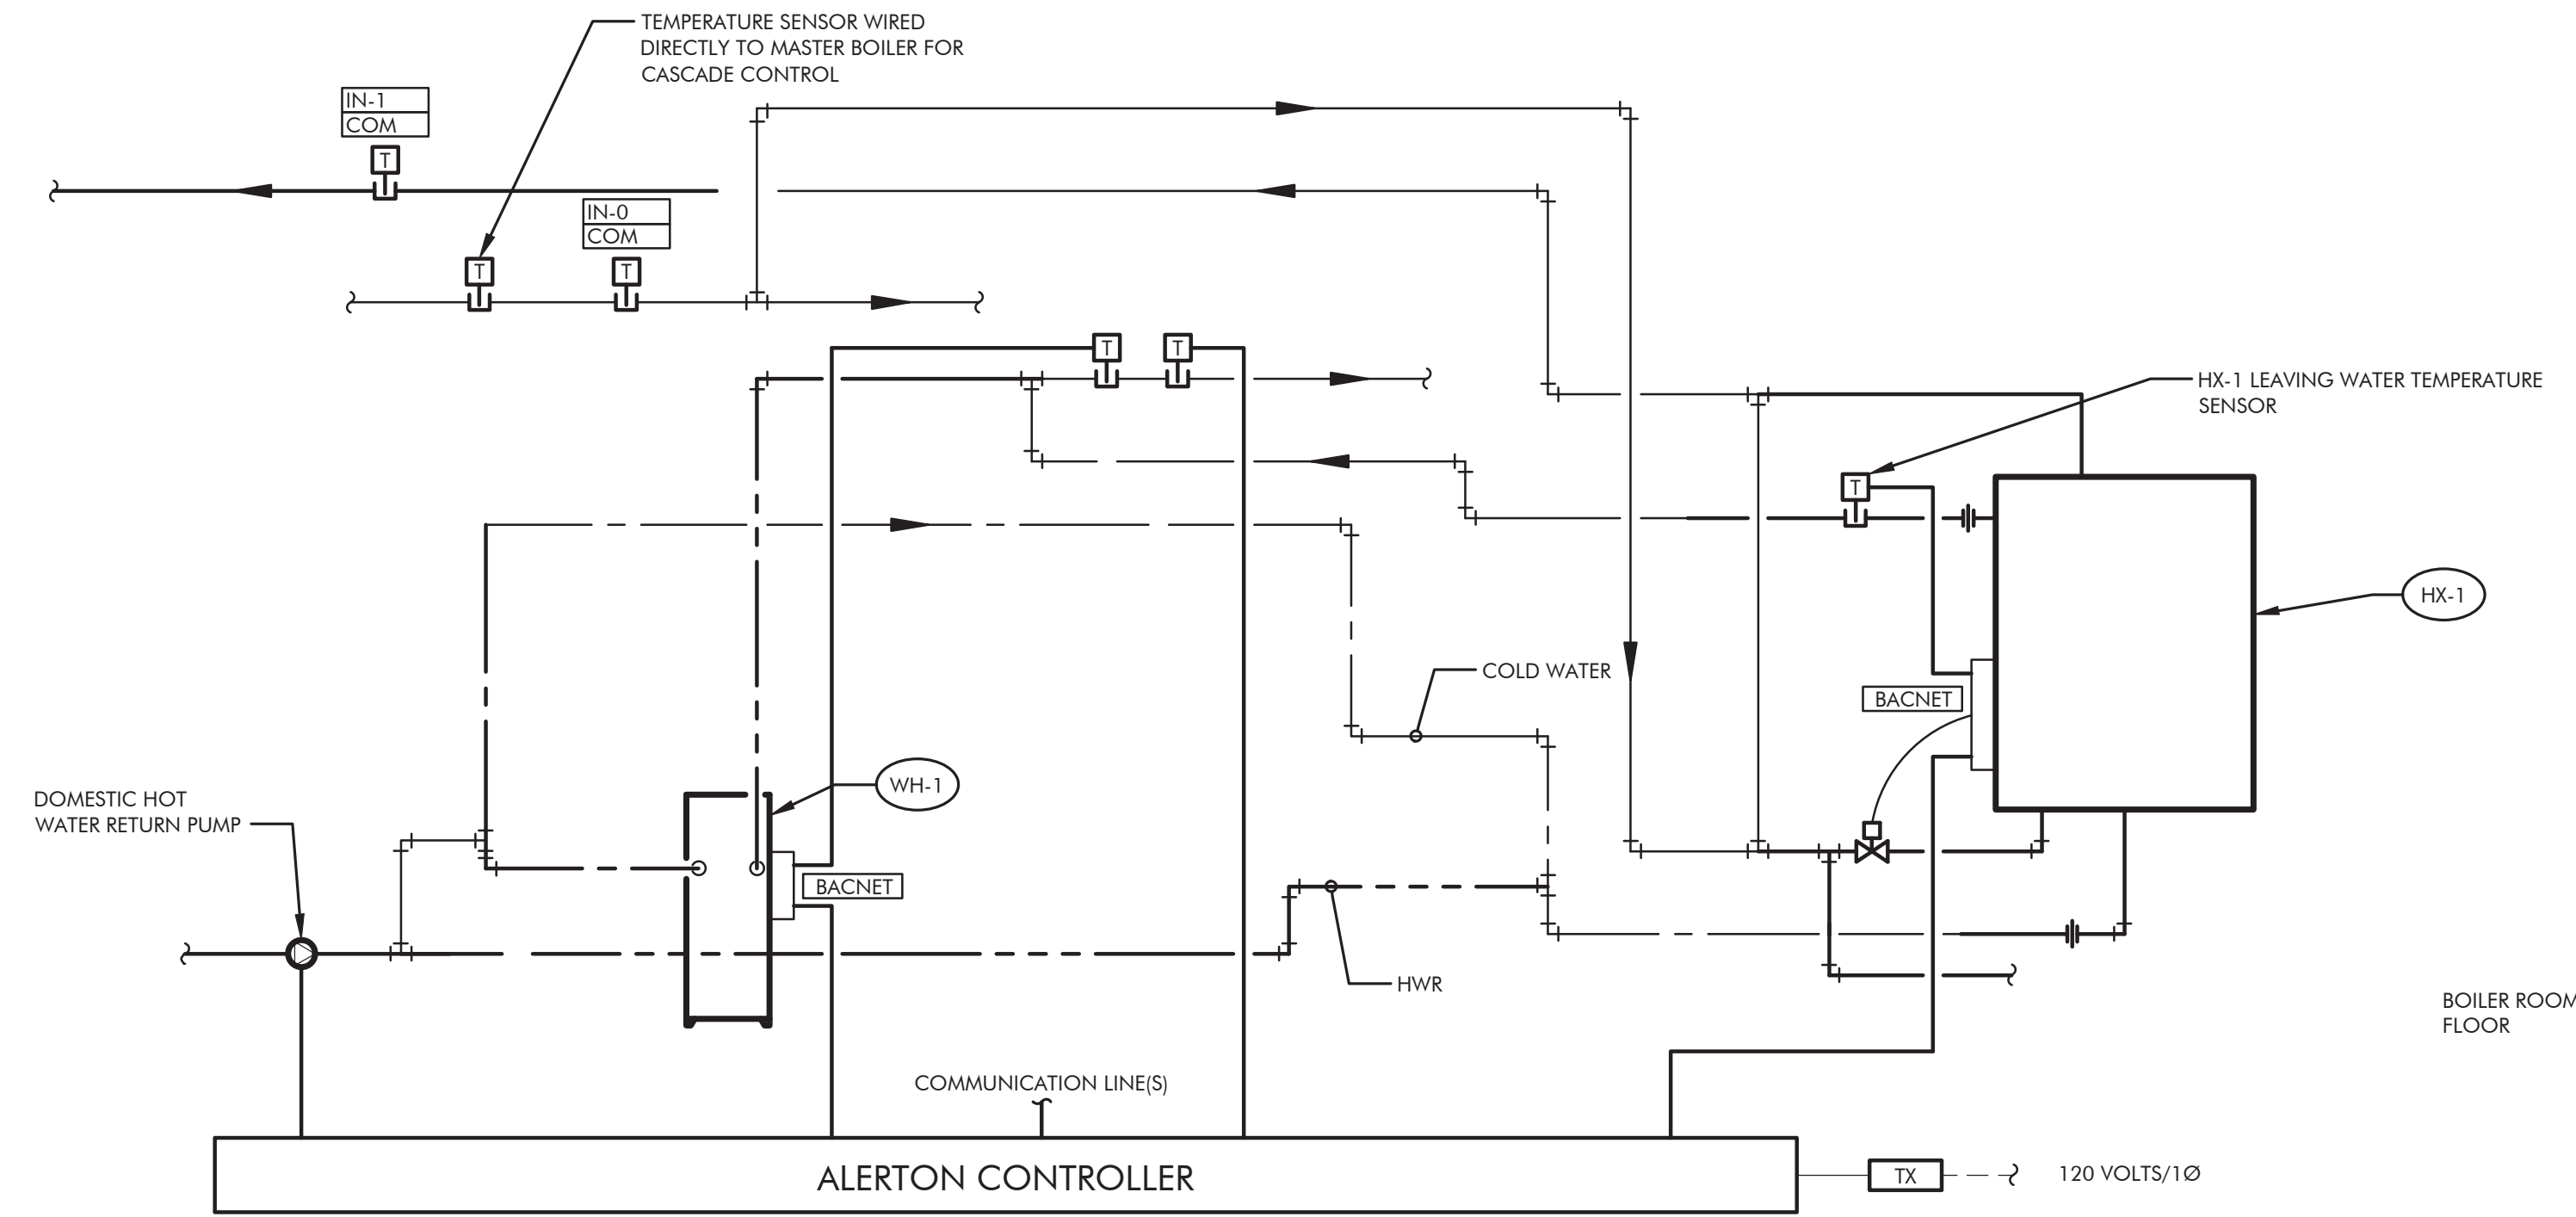 TEMPERATURE SENSOR WIRED
DIRECTLY TO MASTER BOILER FOR
CASCADE CONTROL
IN-1
COM
T
IN-0
COM
T
T
T
T
HX-1 LEAVING WATER TEMPERATURE
SENSOR
T
HX-1
COLD WATER
BACNET
WH-1
DOMESTIC HOT
WATER RETURN PUMP
BACNET
HWR
BOILER ROOM
FLOOR
COMMUNICATION LINE(S)
ALERTON CONTROLLER
TX
120 VOLTS/1Ø